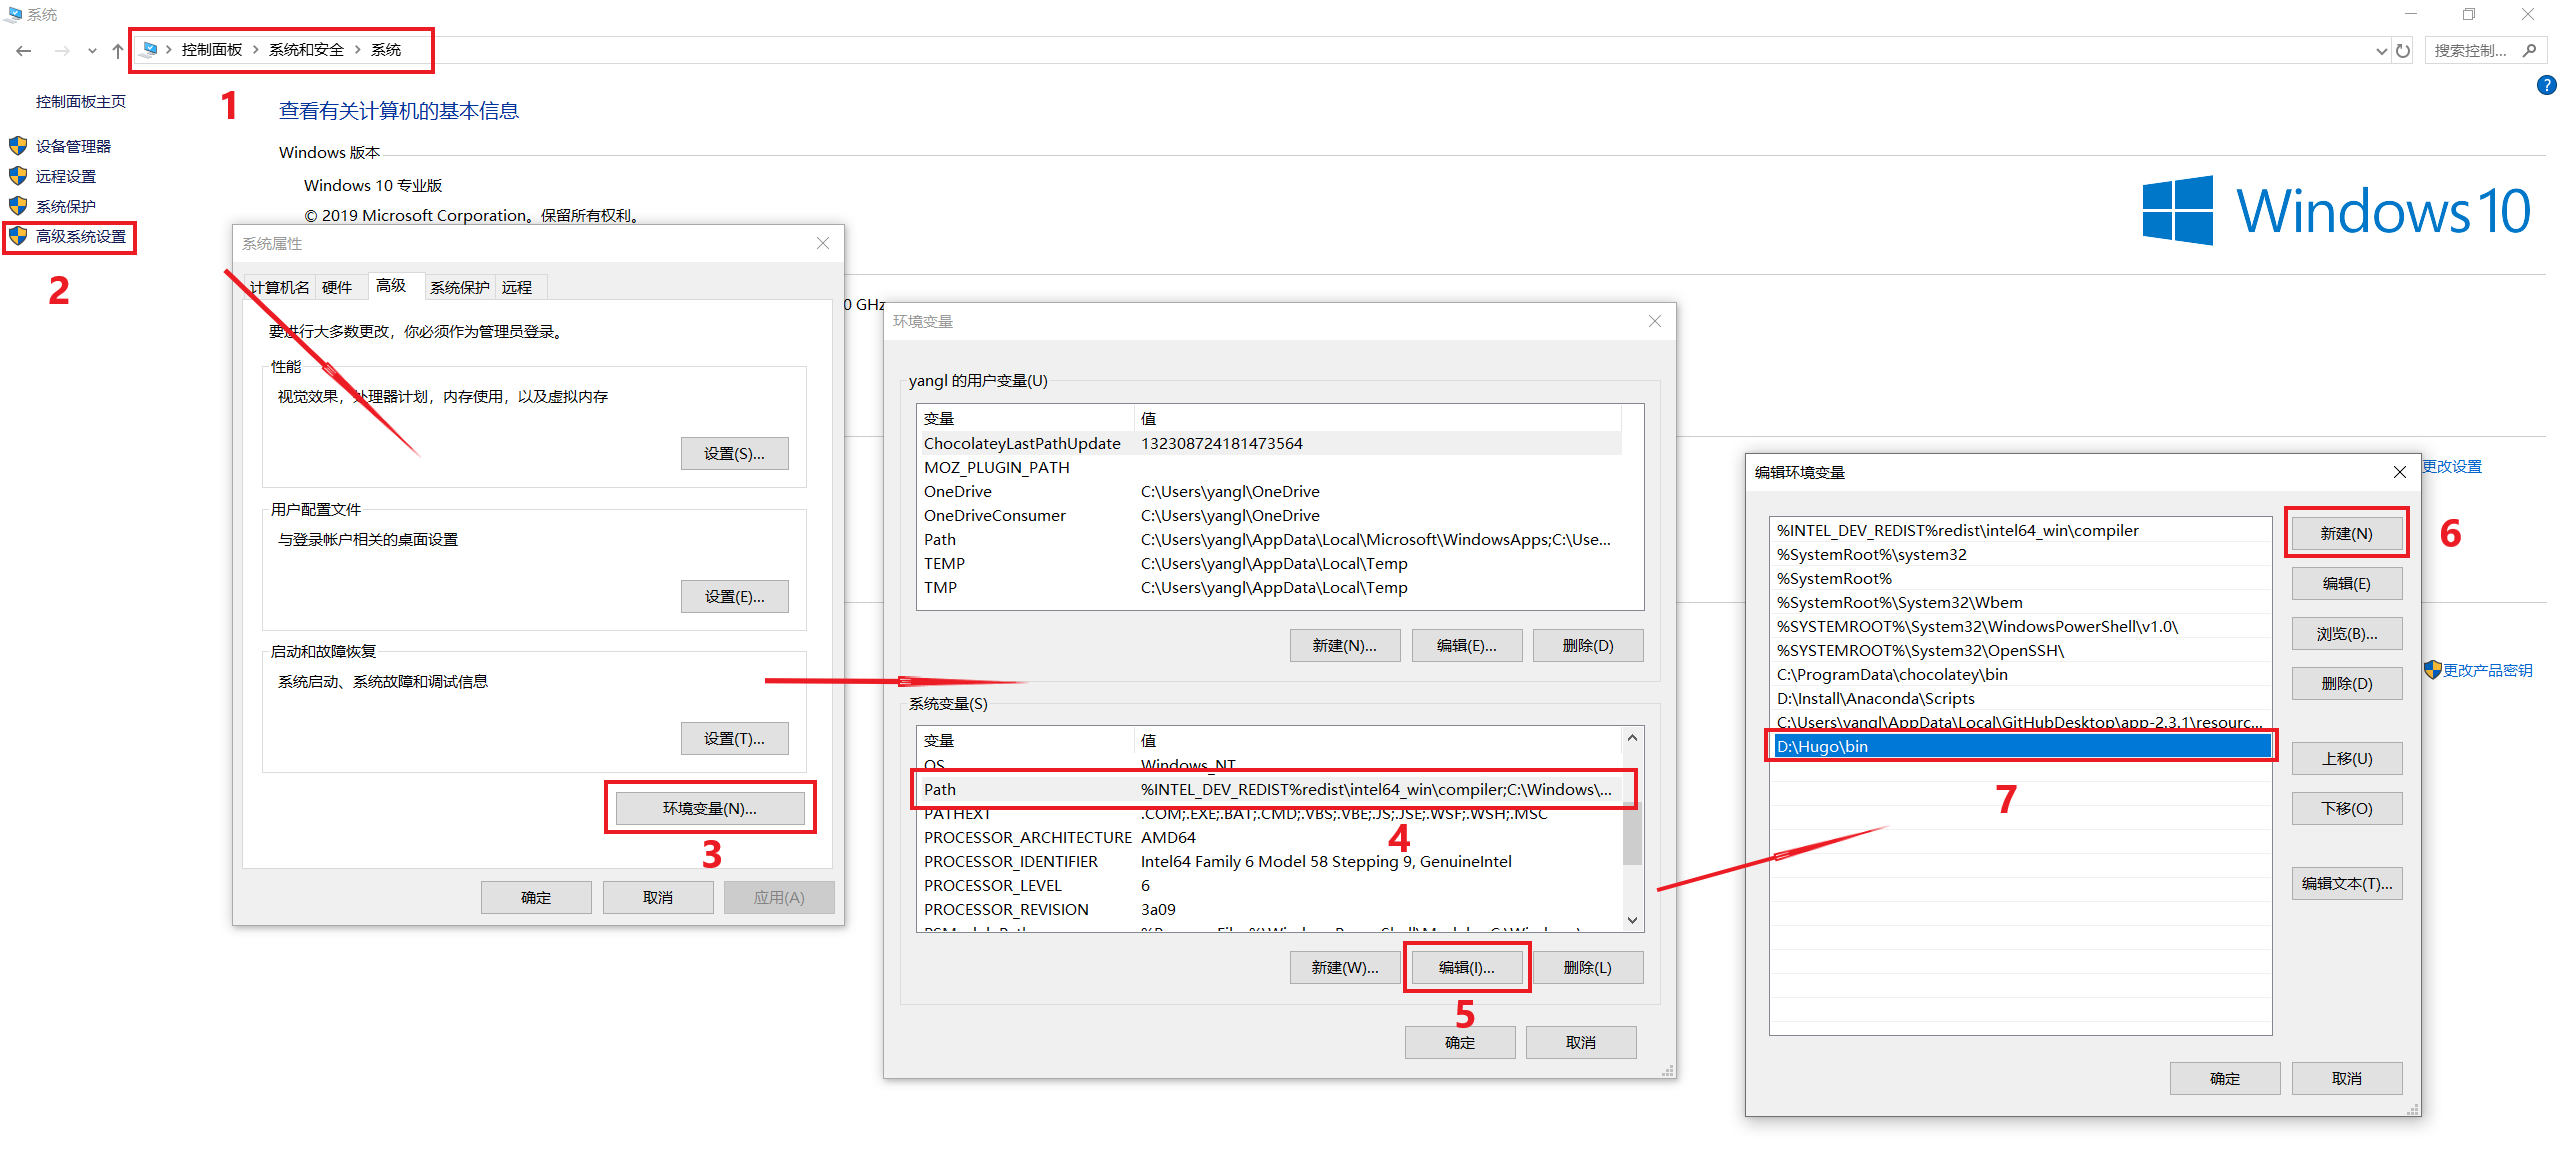 系统
控制面板 > 系统和安全 > 系统
搜索控制...
控制面板主页
设备管理器
远程设置
系统保护
高级系统设置
1
2
查看有关计算机的基本信息
Windows 版本
Windows 10 专业版
© 2019 Microsoft Corporation。保留所有权利。
Windows 10
0 GHz
更改设置
更改产品密钥
系统属性
计算机名 硬件 高级 系统保护 远程
要进行大多数更改，你必须作为管理员登录。
性能
视觉效果，处理器计划，内存使用，以及虚拟内存
设置(S)...
用户配置文件
与登录帐户相关的桌面设置
设置(E)...
启动和故障恢复
系统启动、系统故障和调试信息
设置(T)...
环境变量(N)...
3
确定 取消 应用(A)
环境变量
yangl 的用户变量(U)
变量 值
ChocolateyLastPathUpdate 132308724181473564
MOZ_PLUGIN_PATH
OneDrive C:\Users\yangl\OneDrive
OneDriveConsumer C:\Users\yangl\OneDrive
Path C:\Users\yangl\AppData\Local\Microsoft\WindowsApps;C:\Use...
TEMP C:\Users\yangl\AppData\Local\Temp
TMP C:\Users\yangl\AppData\Local\Temp
新建(N)... 编辑(E)... 删除(D)
系统变量(S)
变量 值
OS Windows_NT
Path %INTEL_DEV_REDIST%redist\intel64_win\compiler;C:\Windows\...
PATHEXT .COM;.EXE;.BAT;.CMD;.VBS;.VBE;.JS;.JSE;.WSF;.WSH;.MSC
4
PROCESSOR_ARCHITECTURE AMD64
PROCESSOR_IDENTIFIER Intel64 Family 6 Model 58 Stepping 9, GenuineIntel
PROCESSOR_LEVEL 6
PROCESSOR_REVISION 3a09
新建(W)... 编辑(I)... 删除(L)
5
确定 取消
编辑环境变量
%INTEL_DEV_REDIST%redist\intel64_win\compiler
%SystemRoot%\system32
%SystemRoot%
%SystemRoot%\System32\Wbem
%SYSTEMROOT%\System32\WindowsPowerShell\v1.0\
%SYSTEMROOT%\System32\OpenSSH\
C:\ProgramData\chocolatey\bin
D:\Install\Anaconda\Scripts
C:\Users\yangl\AppData\Local\GitHubDesktop\app-2.3.1\resourc...
D:\Hugo\bin
7
新建(N)
6
编辑(E)
浏览(B)...
删除(D)
上移(U)
下移(O)
编辑文本(T)...
确定 取消